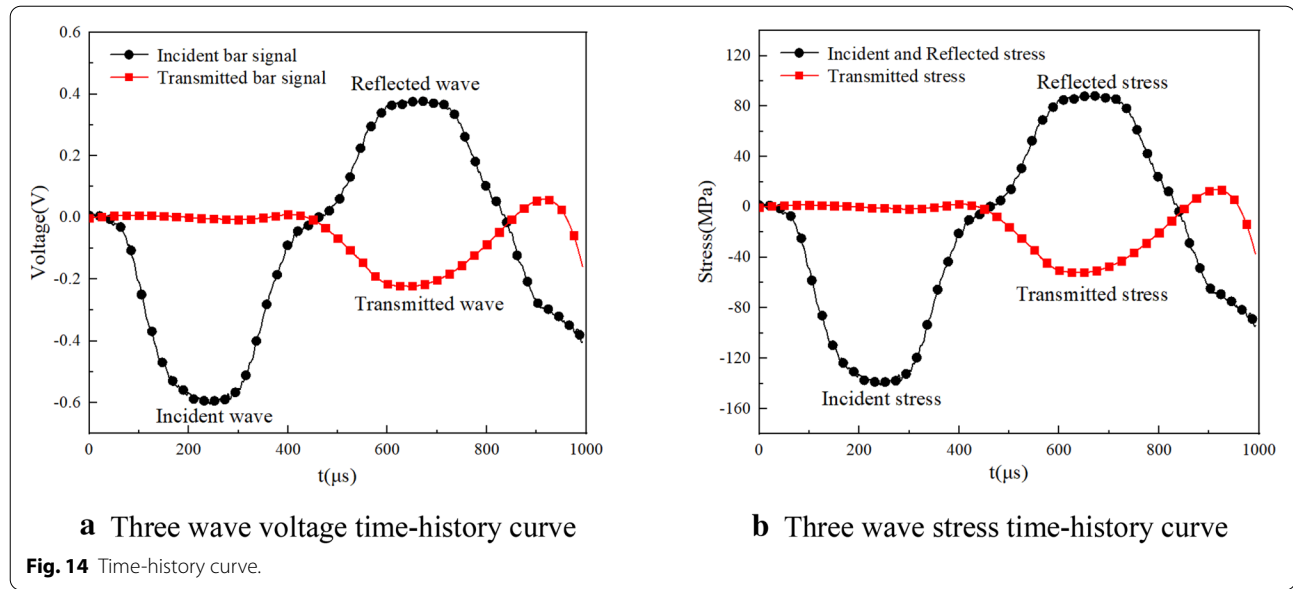 0.6
0.4
0.2
0.0
-0.2
-0.4
-0.6
Voltage(V)
Incident bar signal
Transmitted bar signal
Reflected wave
Transmitted wave
Incident wave
0 200 400 600 800 1000
t(μs)
a Three wave voltage time-history curve
120
80
40
0
-40
-80
-120
-160
Stress(MPa)
Incident and Reflected stress
Transmitted stress
Reflected stress
Transmitted stress
Incident stress
0 200 400 600 800 1000
t(μs)
b Three wave stress time-history curve
Fig. 14 Time-history curve.